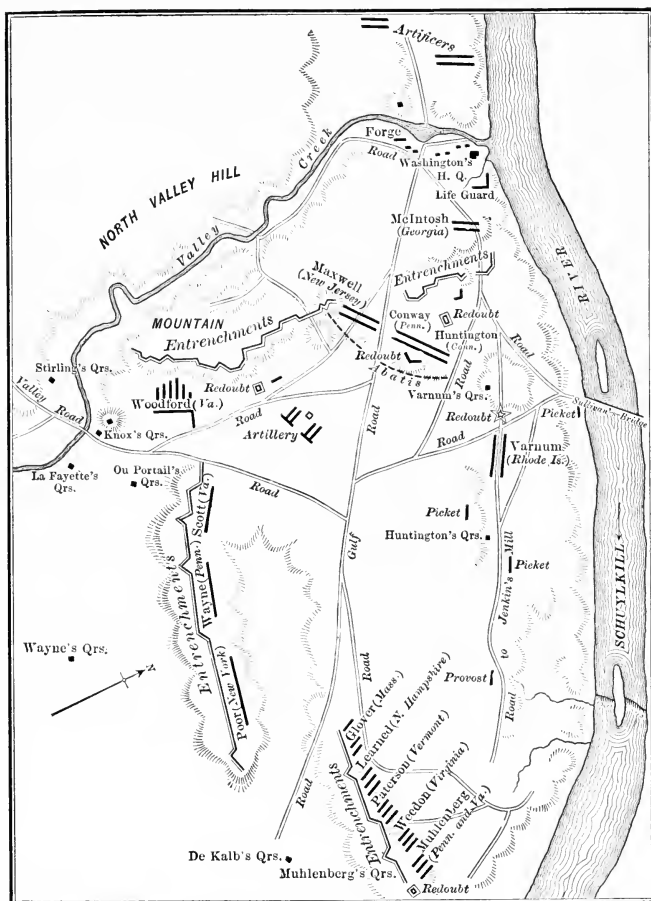 Artificers
Forge
Road
Washington's
H. Q.
Life Guard
Creek
Valley
NORTH VALLEY HILL
McIntosh
(Georgia)
Entrenchments
Maxwell
(New Jersey)
MOUNTAIN
Entrenchments
Conway
(Penn.)
Redoubt
Huntington
(Conn.)
Redoubt
Abatis
Road
Road
RIVER
Stirling's Qrs.
Valley
Road
Woodford (Va.)
Redoubt
Road
Artillery
Road
Varnum's Qrs.
Redoubt
Picket
Sullivan's Bridge
Knox's Qrs.
Road
Varnum
(Rhode Is.)
La Fayette's
Qrs.
Ou Portail's
Qrs.
Road
Scott (Va.)
Picket
Huntington's Qrs.
Gulf
Road
Picket
Jenkin's Mill
Road to
SCHUYLKILL
Entrenchments
Wayne (Penn.)
Wayne's Qrs.
N
Poor (New York)
Provost
Glover (Mass.)
Learned (N. Hampshire)
Paterson (Vermont)
Weedon (Virginia)
Muhlenberg
(Penn. and Va.)
Entrenchments
Road
De Kalb's Qrs.
Muhlenberg's Qrs.
Redoubt